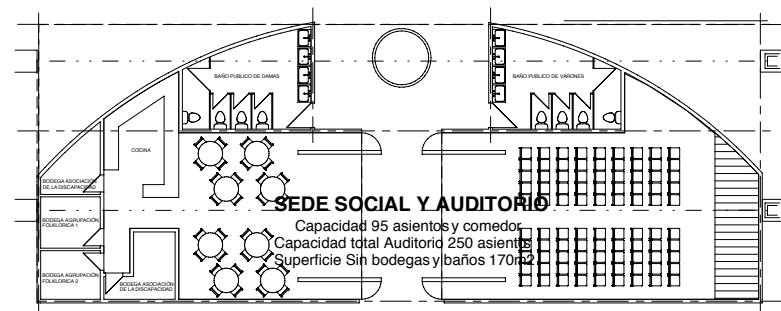 BAÑO PUBLICO DE DAMAS
BAÑO PUBLICO DE VARONES
COCINA
BODEGA ASOCIACIÓN
DE LA DISCAPACIDAD
BODEGA AGRUPACIÓN
FOLKLÓRICA 1
BODEGA AGRUPACIÓN
FOLKLÓRICA 2
BODEGA ASOCIACIÓN
DE LA DISCAPACIDAD
SEDE SOCIAL Y AUDITORIO
Capacidad 95 asientos y comedor
Capacidad total Auditorio 250 asientos
Superficie Sin bodegas y baños 170m2